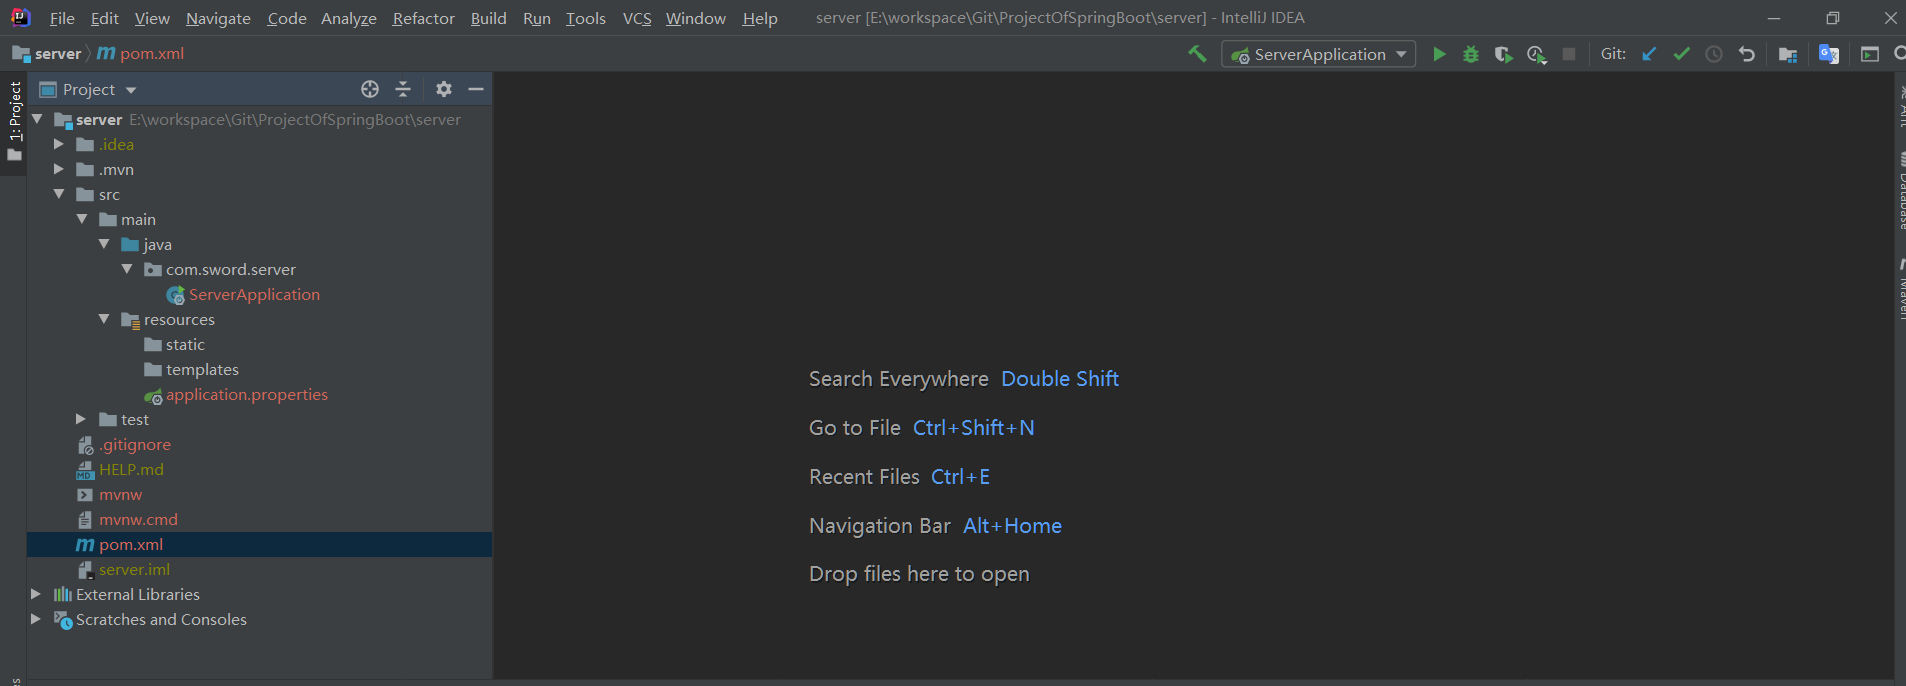 File Edit View Navigate Code Analyze Refactor Build Run Tools VCS Window Help server [E:\workspace\Git\ProjectOfSpringBoot\server] - IntelliJ IDEA
server pom.xml ServerApplication Git:
1: Project
Project
server E:\workspace\Git\ProjectOfSpringBoot\server
.idea
.mvn
src
main
java
com.sword.server
ServerApplication
resources
static
templates
application.properties
test
.gitignore
HELP.md
mvnw
mvnw.cmd
pom.xml
server.iml
External Libraries
Scratches and Consoles
Search Everywhere Double Shift
Go to File Ctrl+Shift+N
Recent Files Ctrl+E
Navigation Bar Alt+Home
Drop files here to open
Ant
Database
Maven